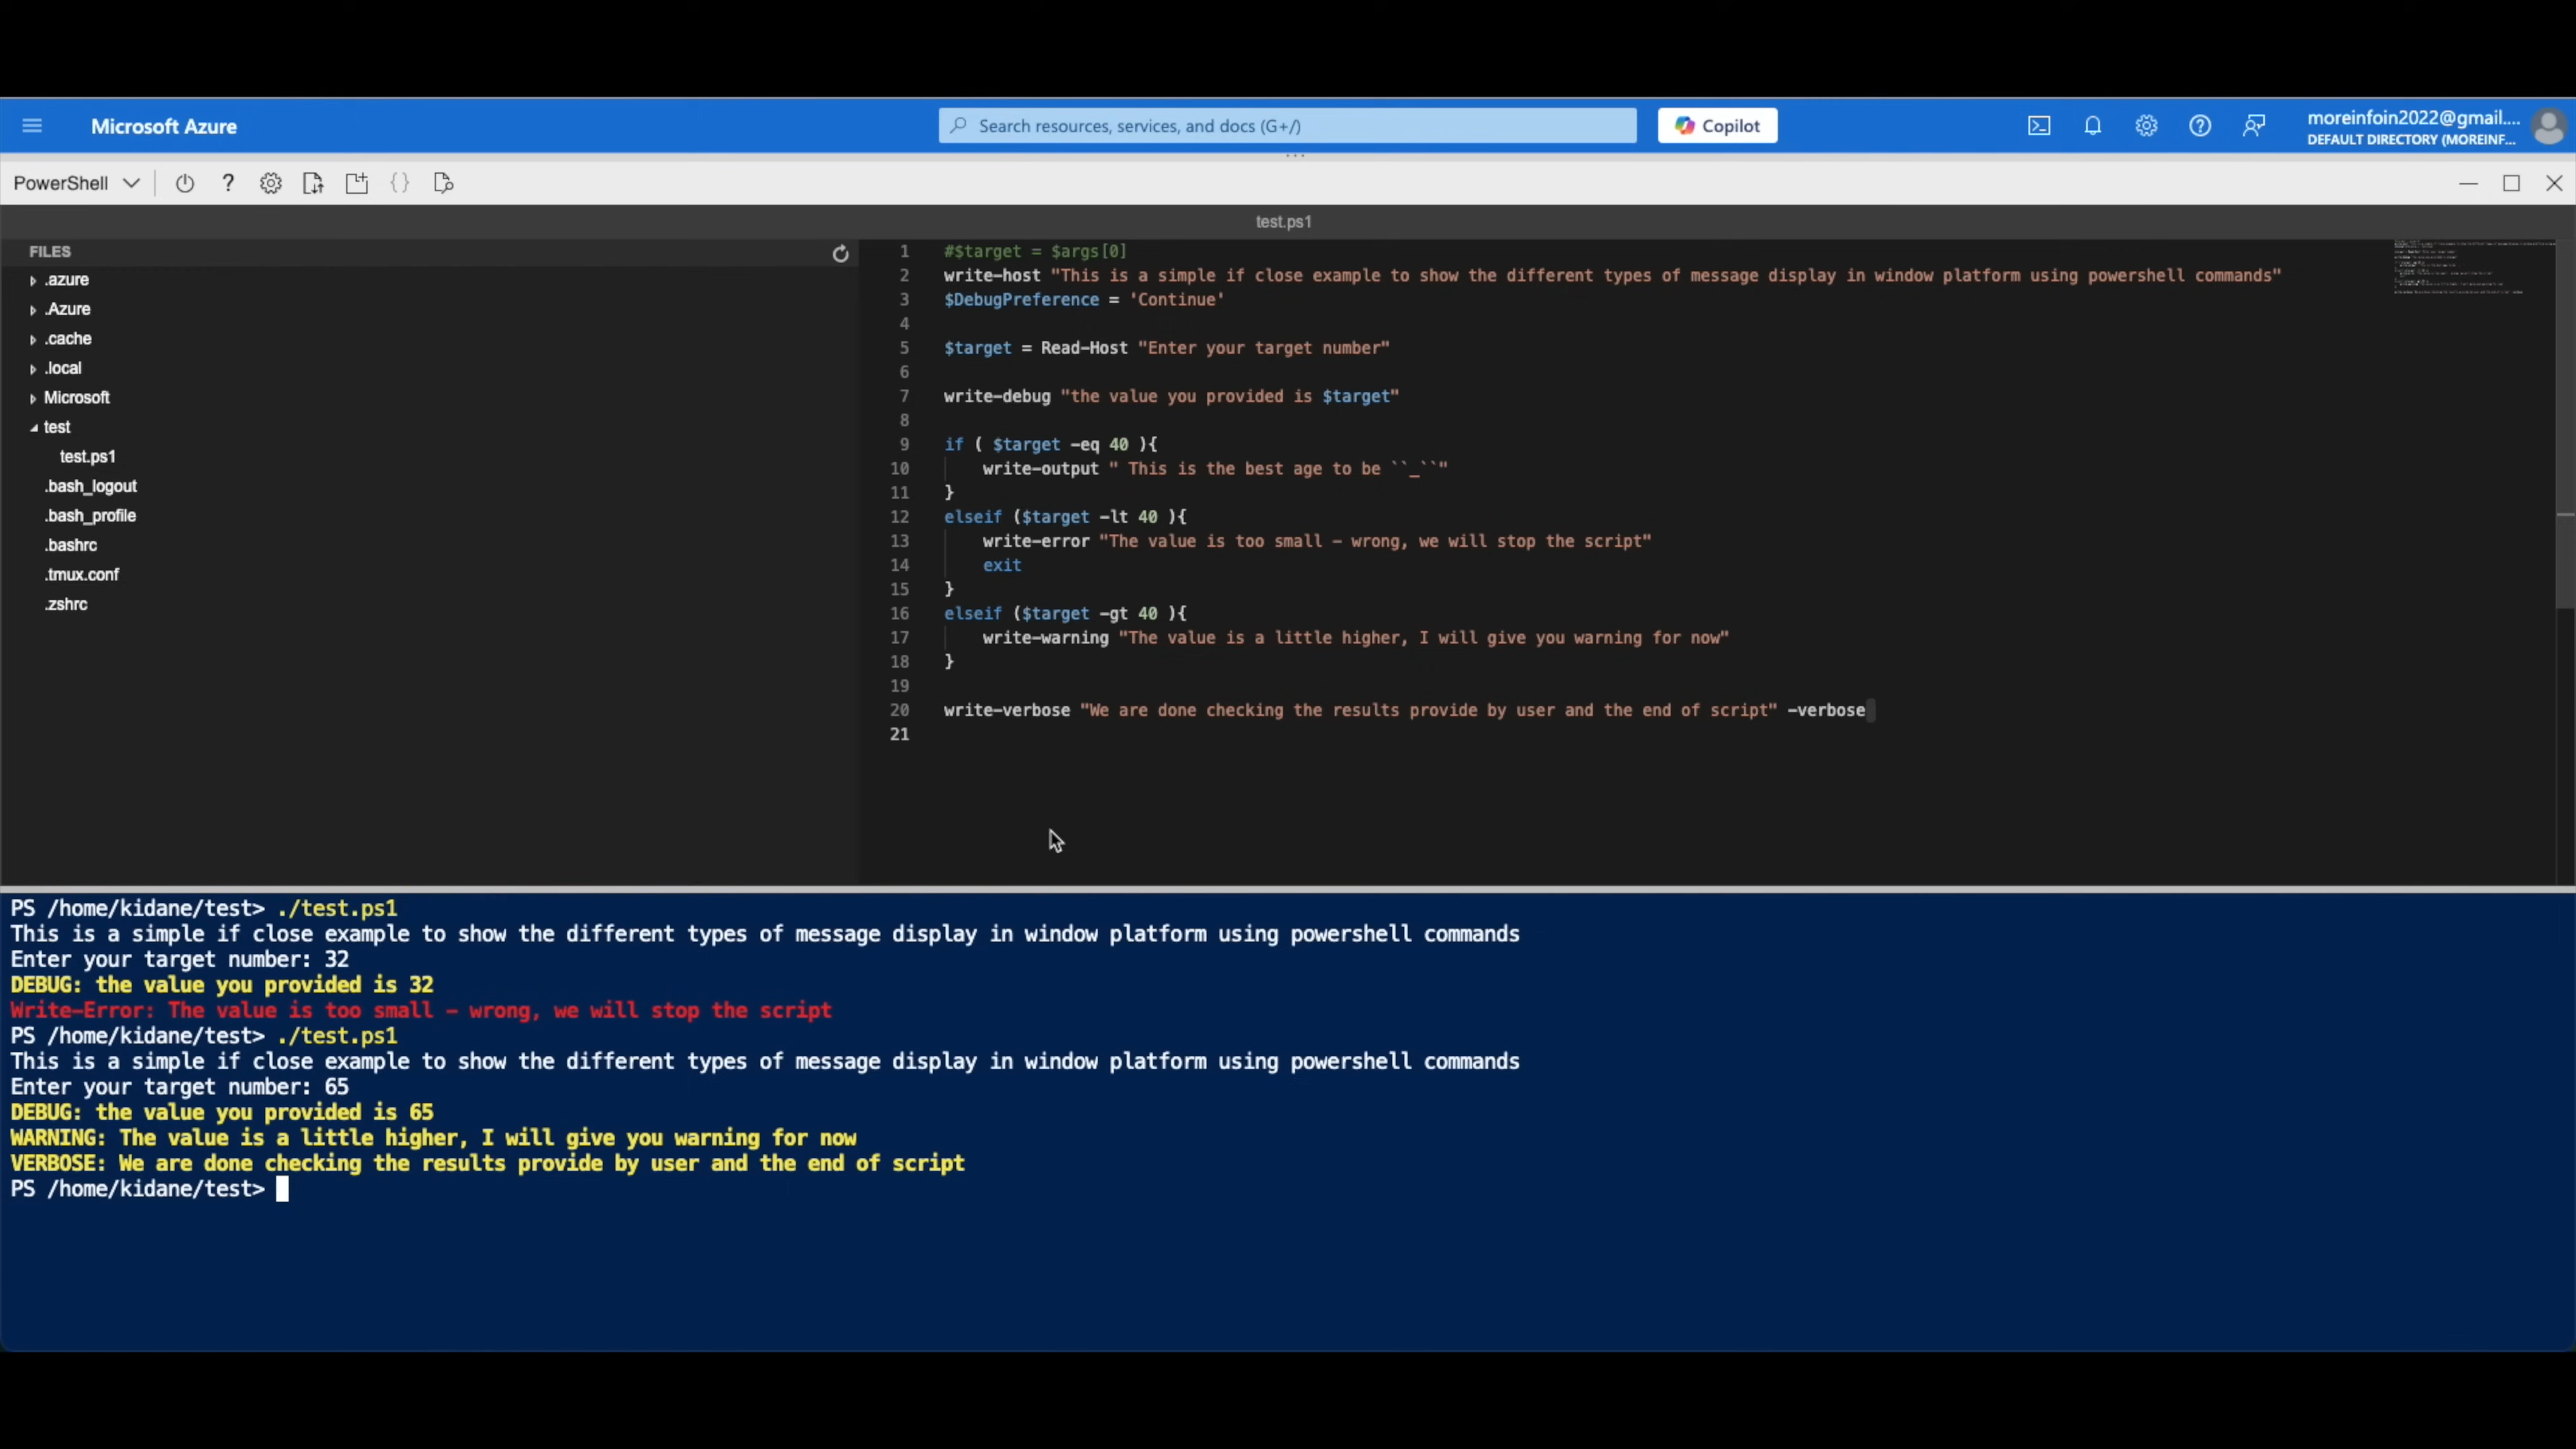 Microsoft Azure
Search resources, services, and docs (G+/)
Copilot
moreinfoin2022@gmail....
DEFAULT DIRECTORY (MOREINF...
PowerShell
test.ps1
FILES
.azure
.Azure
.cache
.local
Microsoft
test
test.ps1
.bash_logout
.bash_profile
.bashrc
.tmux.conf
.zshrc
1 #$target = $args[0]
2 write-host "This is a simple if close example to show the different types of message display in window platform using powershell commands"
3 $DebugPreference = 'Continue'
4
5 $target = Read-Host "Enter your target number"
6
7 write-debug "the value you provided is $target"
8
9 if ( $target -eq 40 ){
10 write-output " This is the best age to be ``_``"
11 }
12 elseif ($target -lt 40 ){
13 write-error "The value is too small - wrong, we will stop the script"
14 exit
15 }
16 elseif ($target -gt 40 ){
17 write-warning "The value is a little higher, I will give you warning for now"
18 }
19
20 write-verbose "We are done checking the results provide by user and the end of script" -verbose
21
PS /home/kidane/test> ./test.ps1
This is a simple if close example to show the different types of message display in window platform using powershell commands
Enter your target number: 32
DEBUG: the value you provided is 32
Write-Error: The value is too small - wrong, we will stop the script
PS /home/kidane/test> ./test.ps1
This is a simple if close example to show the different types of message display in window platform using powershell commands
Enter your target number: 65
DEBUG: the value you provided is 65
WARNING: The value is a little higher, I will give you warning for now
VERBOSE: We are done checking the results provide by user and the end of script
PS /home/kidane/test>